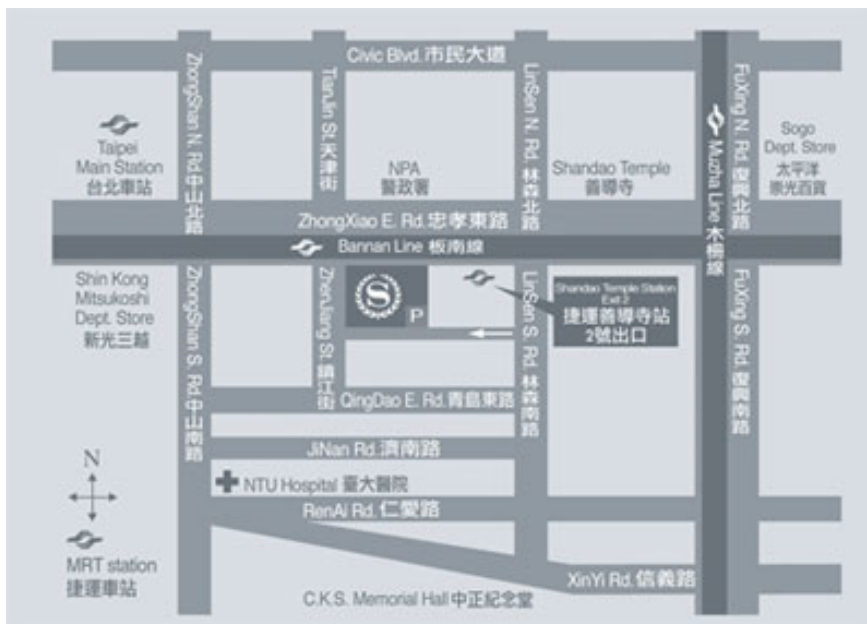 Civic Blvd. 市民大道
ZhongShan N. Rd. 中山北路
TianJin St. 天津街
LinSen N. Rd. 林森北路
Muzha Line 木柵線
FuXing N. Rd. 復興北路
Taipei
Main Station
台北車站
NPA
警政署
Shandao Temple
善導寺
Sogo
Dept. Store
太平洋
崇光百貨
ZhongXiao E. Rd. 忠孝東路
Bannan Line 板南線
Shin Kong
Mitsukoshi
Dept. Store
新光三越
ZhongShan S. Rd. 中山南路
ZhenJiang St. 鎮江街
S
P
LinSen S. Rd. 林森南路
Shandao Temple Station
Exit 2
捷運善導寺站
2號出口
FuXing S. Rd. 復興南路
QingDao E. Rd. 青島東路
JiNan Rd. 濟南路
NTU Hospital 臺大醫院
RenAi Rd. 仁愛路
N
MRT station
捷運車站
XinYi Rd. 信義路
C.K.S. Memorial Hall 中正紀念堂